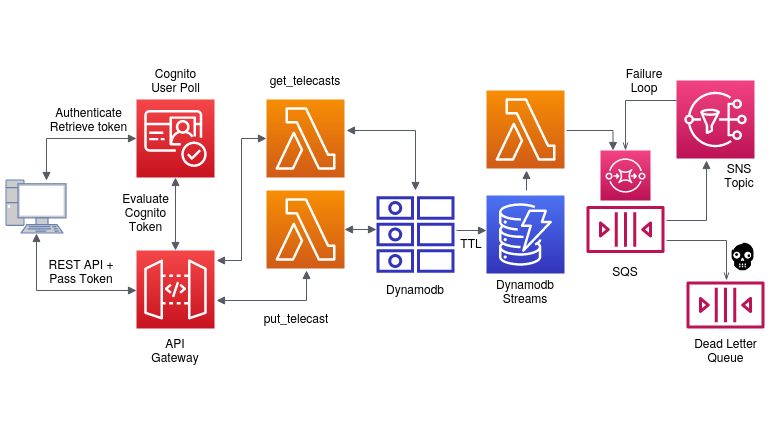 Cognito
User Poll
get_telecasts
Failure
Loop
Authenticate
Retrieve token
SNS
Topic
Evaluate
Cognito
Token
TTL
REST API +
Pass Token
SQS
Dynamodb
Dynamodb
Streams
put_telecast
API
Gateway
Dead Letter
Queue